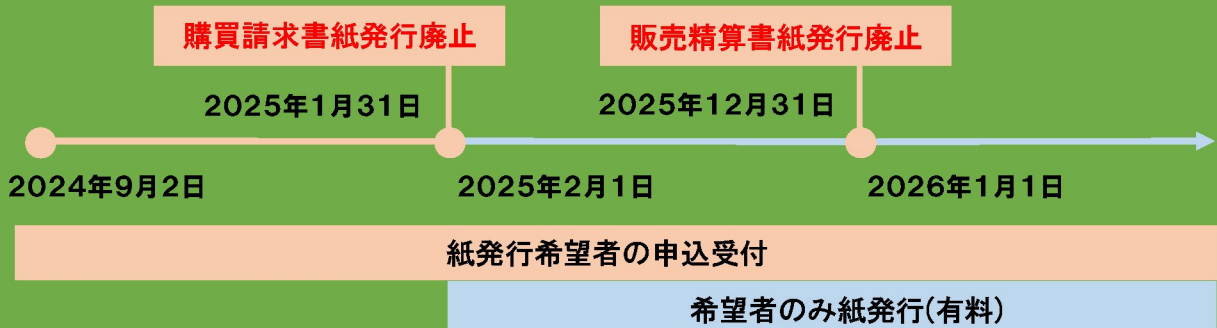 購買請求書紙発行廃止
販売精算書紙発行廃止
2025年1月31日
2025年12月31日
2024年9月2日
2025年2月1日
2026年1月1日
紙発行希望者の申込受付
希望者のみ紙発行(有料)